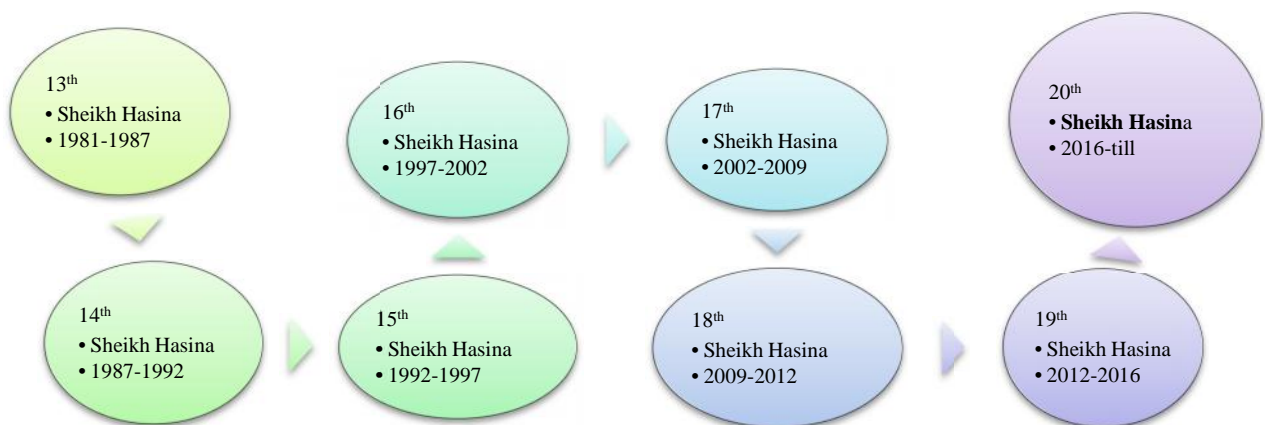 13th
• Sheikh Hasina
• 1981-1987
14th
• Sheikh Hasina
• 1987-1992
15th
• Sheikh Hasina
• 1992-1997
16th
• Sheikh Hasina
• 1997-2002
17th
• Sheikh Hasina
• 2002-2009
18th
• Sheikh Hasina
• 2009-2012
19th
• Sheikh Hasina
• 2012-2016
20th
• Sheikh Hasina
• 2016-till